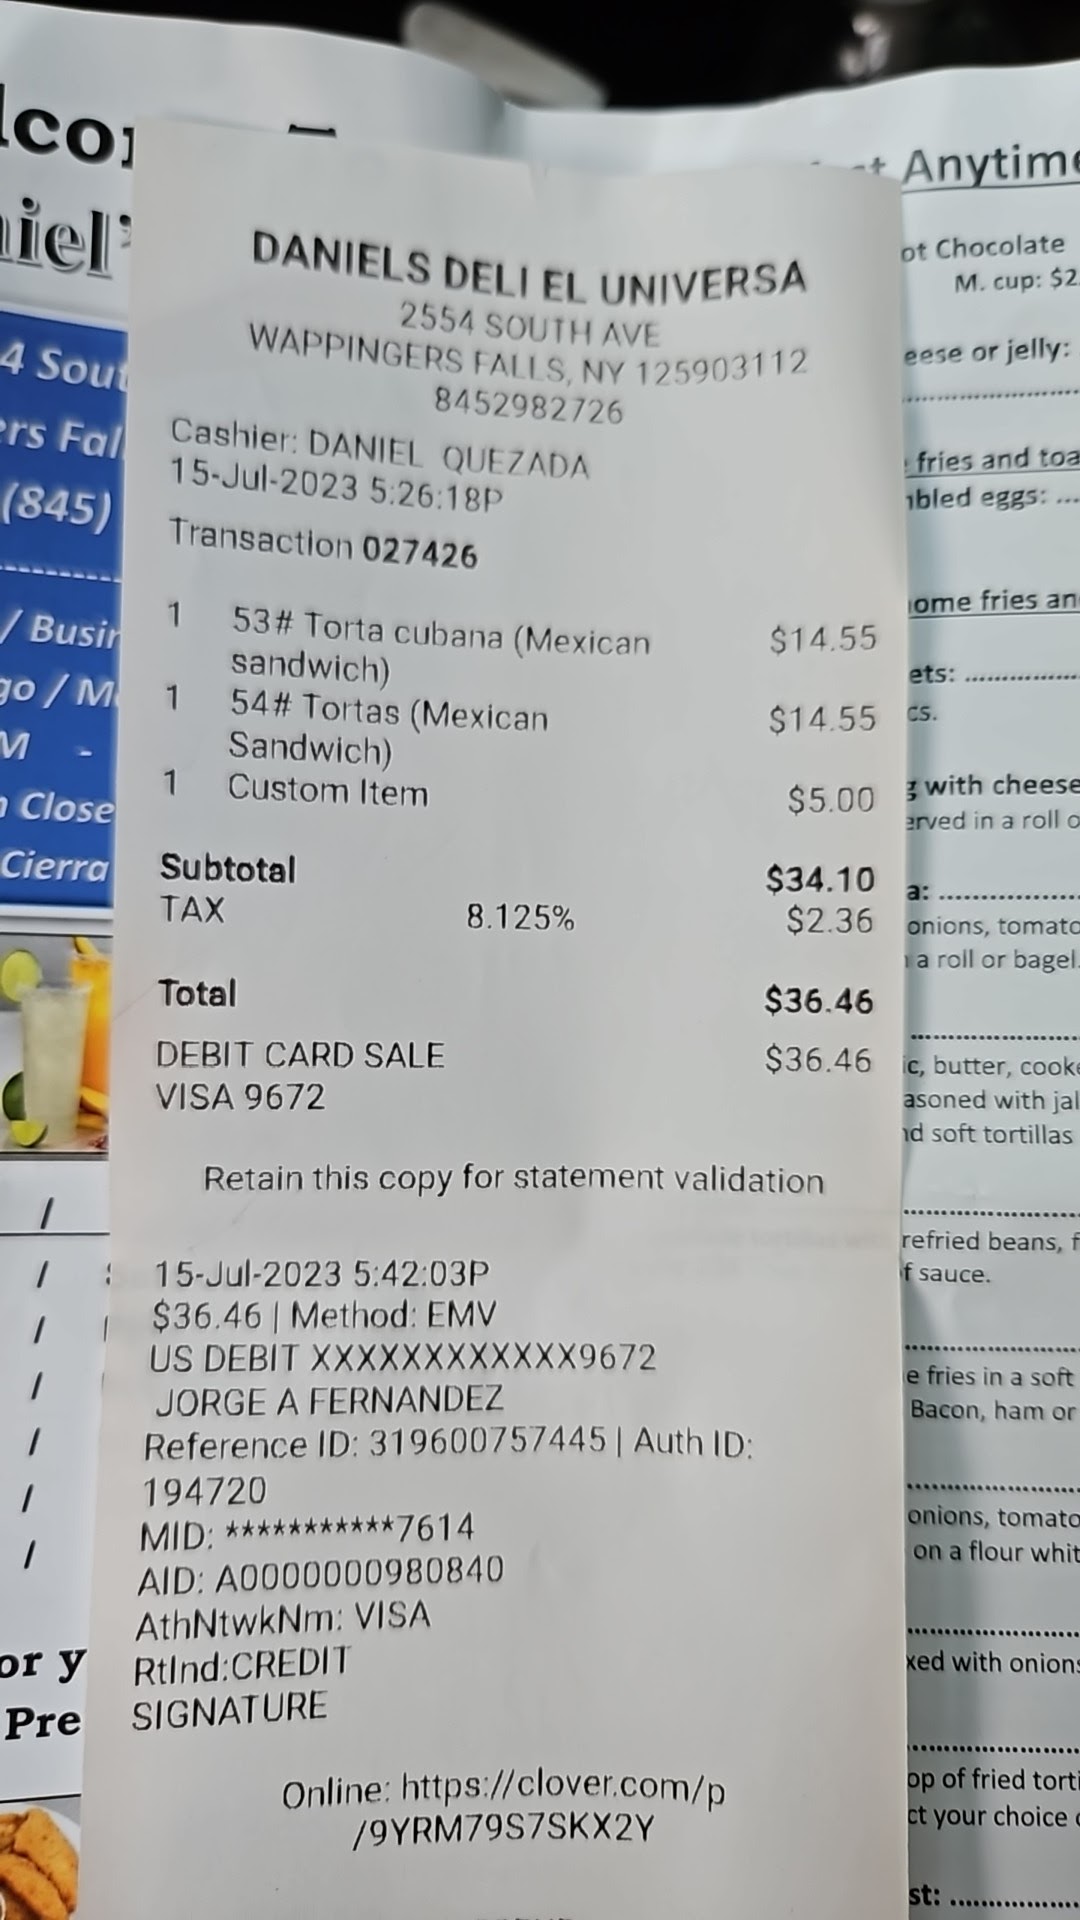 DANIELS DELI EL UNIVERSA
2554 SOUTH AVE
WAPPINGERS FALLS, NY 125903112
8452982726
Cashier: DANIEL QUEZADA
15-Jul-2023 5:26:18P
Transaction 027426
1 53# Torta cubana (Mexican $14.55
sandwich)
1 54# Tortas (Mexican $14.55
Sandwich)
1 Custom Item $5.00
Subtotal $34.10
TAX 8.125% $2.36
Total $36.46
DEBIT CARD SALE $36.46
VISA 9672
Retain this copy for statement validation
15-Jul-2023 5:42:03P
$36.46 | Method: EMV
US DEBIT XXXXXXXXXXXX9672
JORGE A FERNANDEZ
Reference ID: 319600757445 | Auth ID:
194720
MID: ***********7614
AID: A0000000980840
AthNtwkNm: VISA
RtInd:CREDIT
SIGNATURE
Online: https://clover.com/p
/9YRM79S7SKX2Y
4 Sout
ers Fal
(845)
/ Busin
go / M
M -
Close
Cierra
or y
Pre
Anytime
ot Chocolate
M. cup: $2
eese or jelly:
fries and toa
bled eggs: ...
ome fries an
ets: ..............
cs.
g with cheese
erved in a roll o
a: ................
onions, tomato
a roll or bagel.
c, butter, cooke
asoned with jal
nd soft tortillas
refried beans, f
f sauce.
e fries in a soft
Bacon, ham or
onions, tomato
on a flour whit
xed with onions
op of fried torti
ct your choice
st: ..............